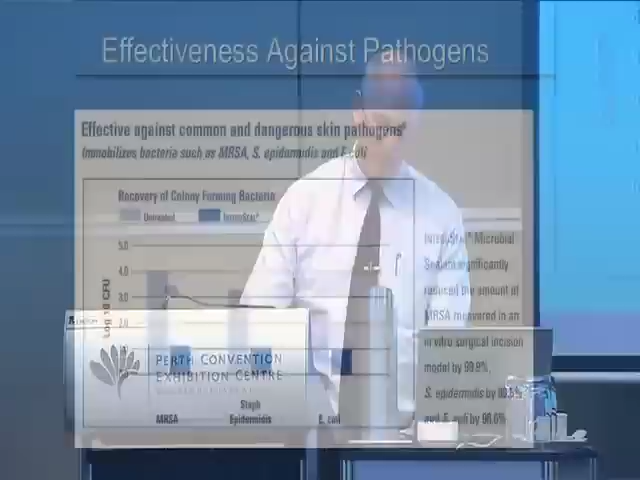 Effectiveness Against Pathogens
Effective against common and dangerous skin pathogens
Immobilizes bacteria such as MRSA, S. epidermidis and E. coli
Recovery of Colony Forming Bacteria
Untreated
5.0
4.0
3.0
Log 10 CFU
PERTH CONVENTION
EXHIBITION CENTRE
MRSA
Staph
Epidermidis
E. coli
Microbial
Sealant significantly
reduced the amount of
MRSA recovered in an
in vitro surgical incision
model by 99.9%,
S. epidermidis by
and E. coli by